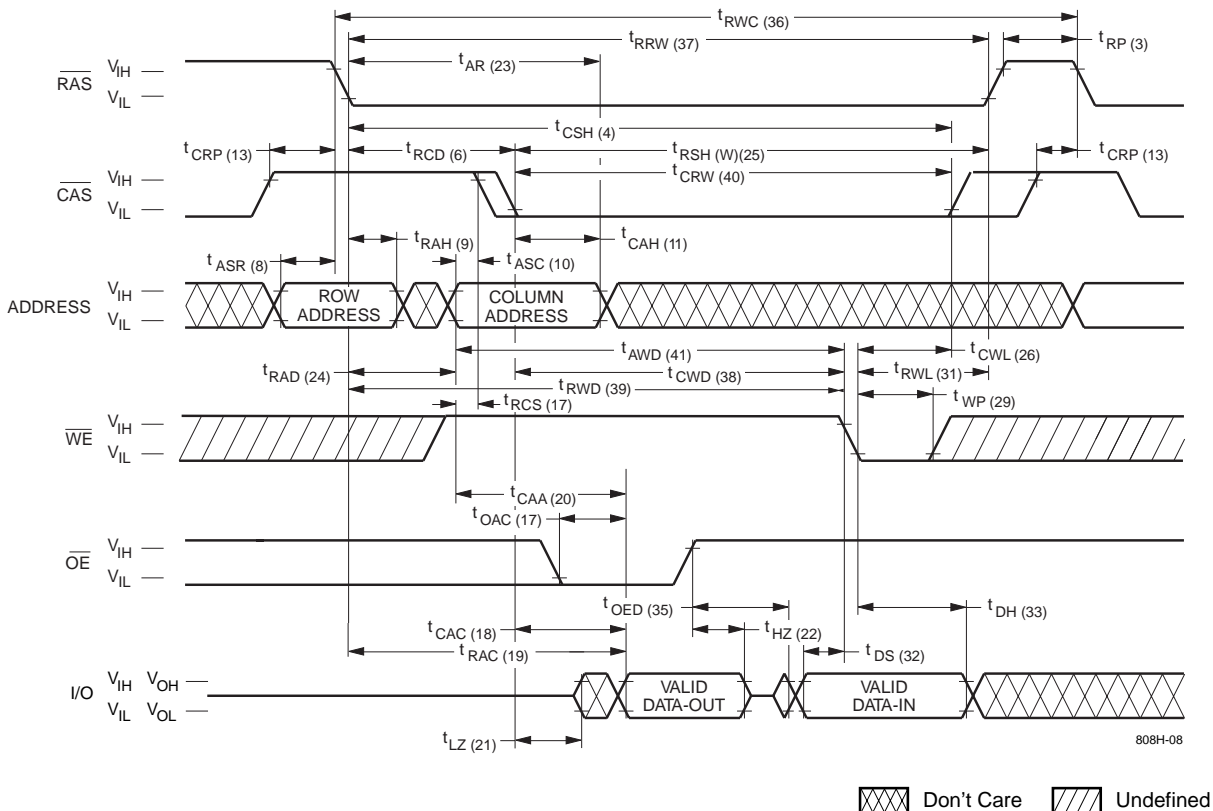 tRWC (36)
tRRW (37)
tRP (3)
tAR (23)
RAS
VIH
VIL
tCSH (4)
tCRP (13)
tRCD (6)
tRSH (W)(25)
tCRP (13)
tCRW (40)
CAS
VIH
VIL
tRAH (9)
tCAH (11)
tASR (8)
tASC (10)
ADDRESS
VIH
VIL
ROW
ADDRESS
COLUMN
ADDRESS
tAWD (41)
tCWL (26)
tRAD (24)
tCWD (38)
tRWL (31)
tRWD (39)
tRCS (17)
tWP (29)
WE
VIH
VIL
tCAA (20)
tOAC (17)
OE
VIH
VIL
tOED (35)
tDH (33)
tCAC (18)
tHZ (22)
tRAC (19)
tDS (32)
I/O
VIH VOH
VIL VOL
VALID
DATA-OUT
VALID
DATA-IN
tLZ (21)
808H-08
Don't Care
Undefined